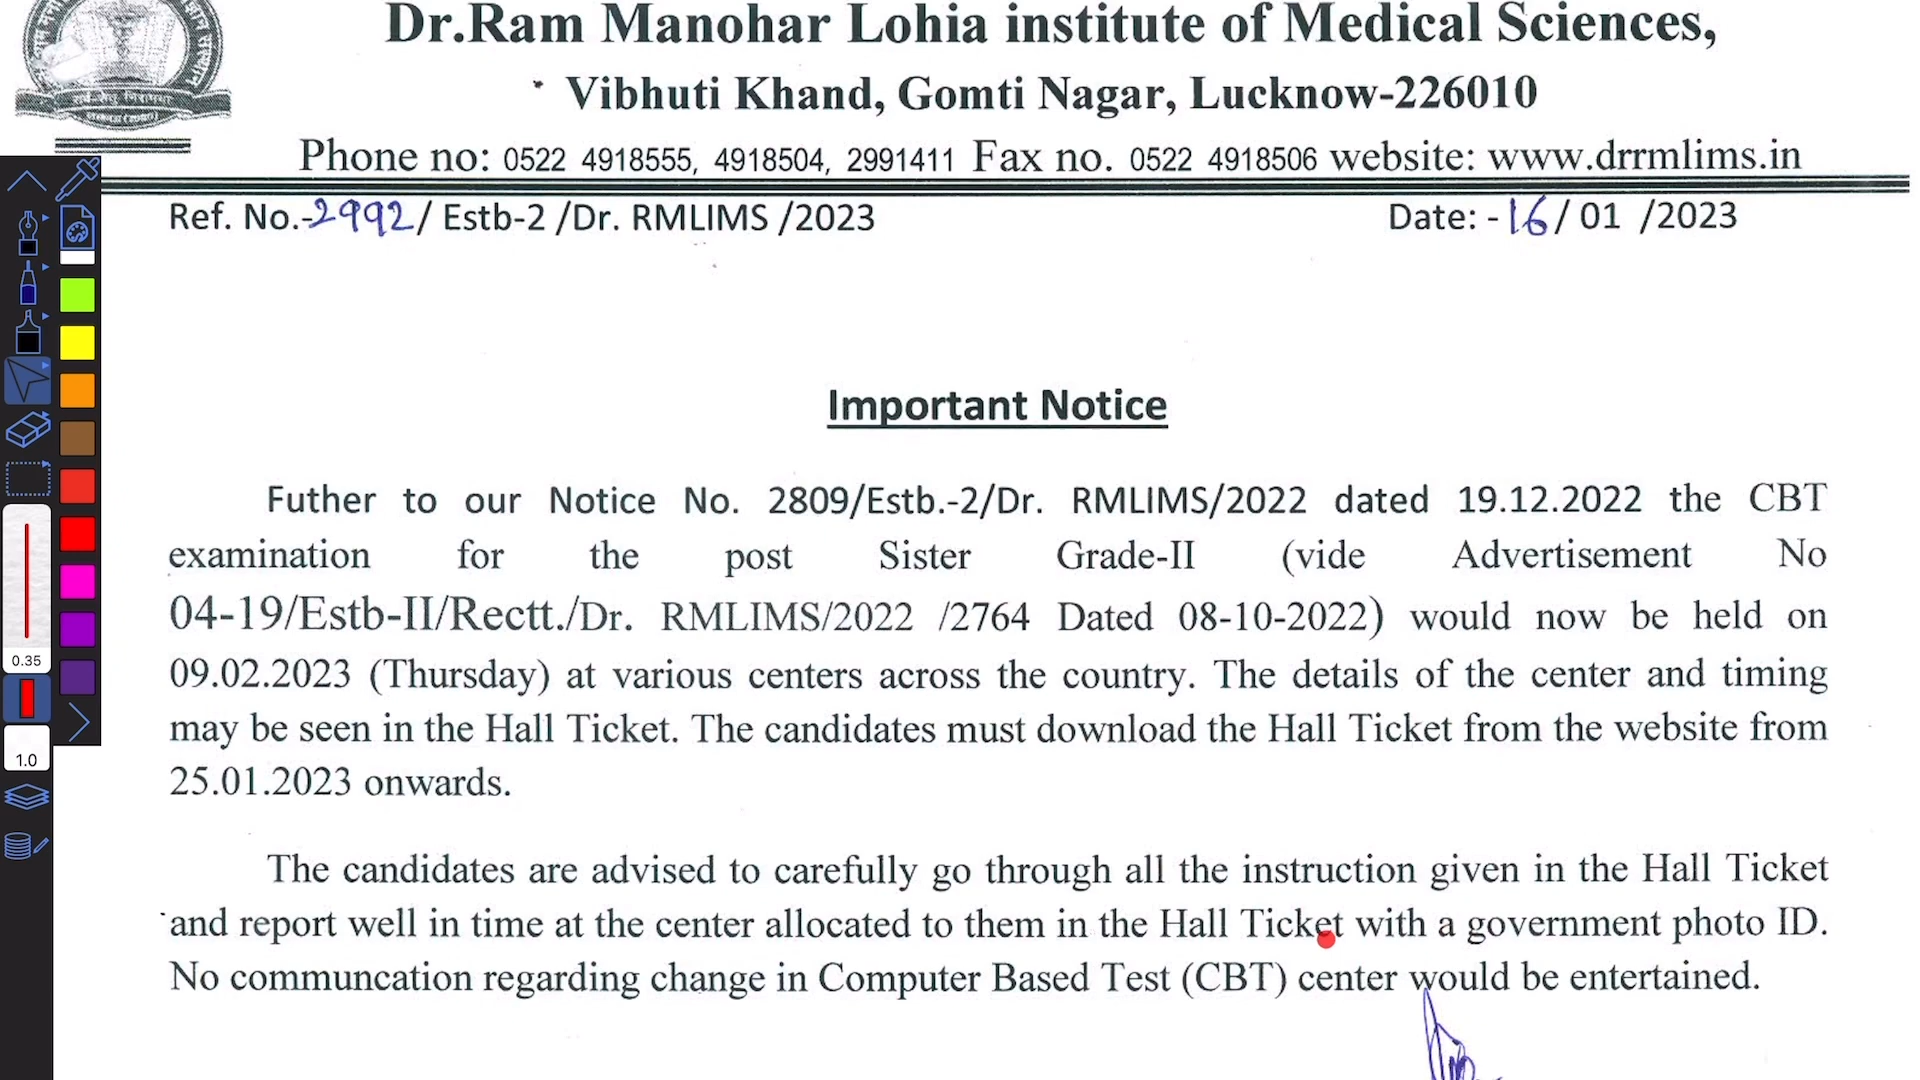 Dr.Ram Manohar Lohia institute of Medical Sciences,
Vibhuti Khand, Gomti Nagar, Lucknow-226010
Phone no: 0522 4918555, 4918504, 2991411 Fax no. 0522 4918506 website: www.drrmlims.in
Ref. No.-2992/ Estb-2 /Dr. RMLIMS /2023 Date: -16/ 01 /2023
Important Notice
Futher to our Notice No. 2809/Estb.-2/Dr. RMLIMS/2022 dated 19.12.2022 the CBT
examination for the post Sister Grade-II (vide Advertisement No
04-19/Estb-II/Rectt./Dr. RMLIMS/2022 /2764 Dated 08-10-2022) would now be held on
09.02.2023 (Thursday) at various centers across the country. The details of the center and timing
may be seen in the Hall Ticket. The candidates must download the Hall Ticket from the website from
25.01.2023 onwards.
The candidates are advised to carefully go through all the instruction given in the Hall Ticket
and report well in time at the center allocated to them in the Hall Ticket with a government photo ID.
No communcation regarding change in Computer Based Test (CBT) center would be entertained.
0.35
1.0